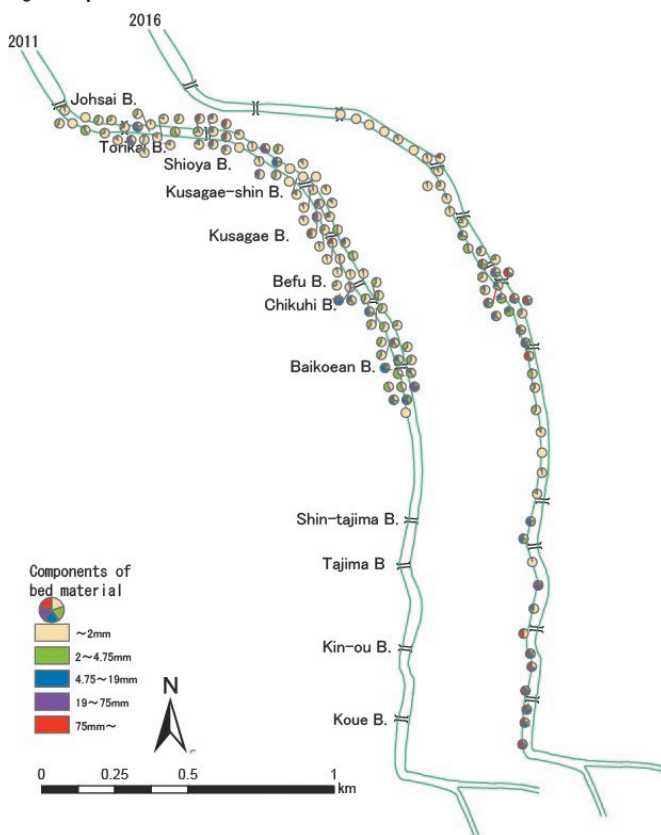 2016
2011
Johsai B.
Torikai B.
Shioya B.
Kusagae-shin B.
Kusagae B.
Befu B.
Chikuhi B.
Baikoean B.
Shin-tajima B.
Tajima B
Kin-ou B.
Koue B.
Components of
bed material
～2mm
2～4.75mm
4.75～19mm
19～75mm
75mm～
N
0 0.25 0.5 1
km